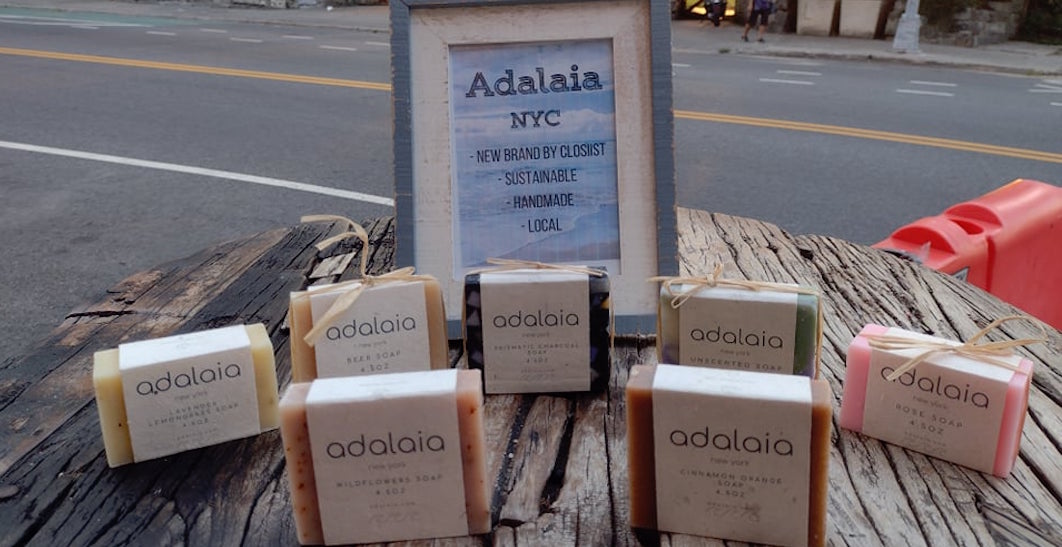 Adalaia
NYC
- NEW BRAND BY CLOSIIST
- SUSTAINABLE
- HANDMADE
- LOCAL
adalaia
new york
LAVENDER
LEMONGRASS SOAP
4.5OZ
adalaia
new york
BEER SOAP
4.5OZ
adalaia
new york
PRISMATIC CHARCOAL
SOAP
4.5OZ
adalaia
new york
UNSCENTED SOAP
adalaia
new york
ROSE SOAP
4.5OZ
adalaia
new york
WILDFLOWERS SOAP
4.5OZ
adalaia
new york
CINNAMON ORANGE
SOAP
4.5OZ